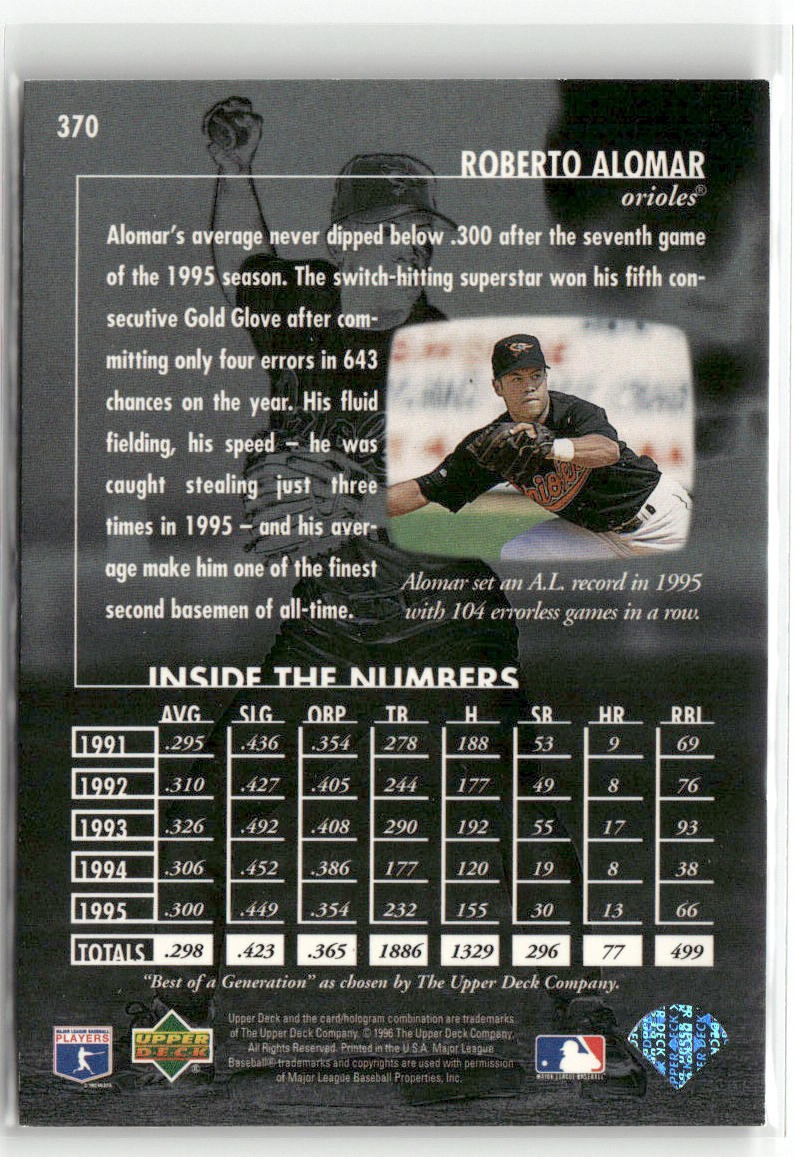 370
ROBERTO ALOMAR
orioles®
Alomar's average never dipped below .300 after the seventh game
of the 1995 season. The switch-hitting superstar won his fifth con-
secutive Gold Glove after com-
mitting only four errors in 643
chances on the year. His fluid
fielding, his speed – he was
caught stealing just three
times in 1995 – and his aver-
age make him one of the finest
second basemen of all-time.
Alomar set an A.L. record in 1995
with 104 errorless games in a row.
INSIDE THE NUMBERS
AVG SLG OBP TB H SB HR RBI
1991 .295 .436 .354 278 188 53 9 69
1992 .310 .427 .405 244 177 49 8 76
1993 .326 .492 .408 290 192 55 17 93
1994 .306 .452 .386 177 120 19 8 38
1995 .300 .449 .354 232 155 30 13 66
TOTALS .298 .423 .365 1886 1329 296 77 499
"Best of a Generation" as chosen by The Upper Deck Company.
Upper Deck and the card/hologram combination are trademarks
of The Upper Deck Company. © 1996 The Upper Deck Company.
All Rights Reserved. Printed in the U.S.A. Major League
Baseball® trademarks and copyrights are used with permission
of Major League Baseball Properties, Inc.
MAJOR LEAGUE BASEBALL
PLAYERS
UPPER
DECK
®
MAJOR LEAGUE BASEBALL